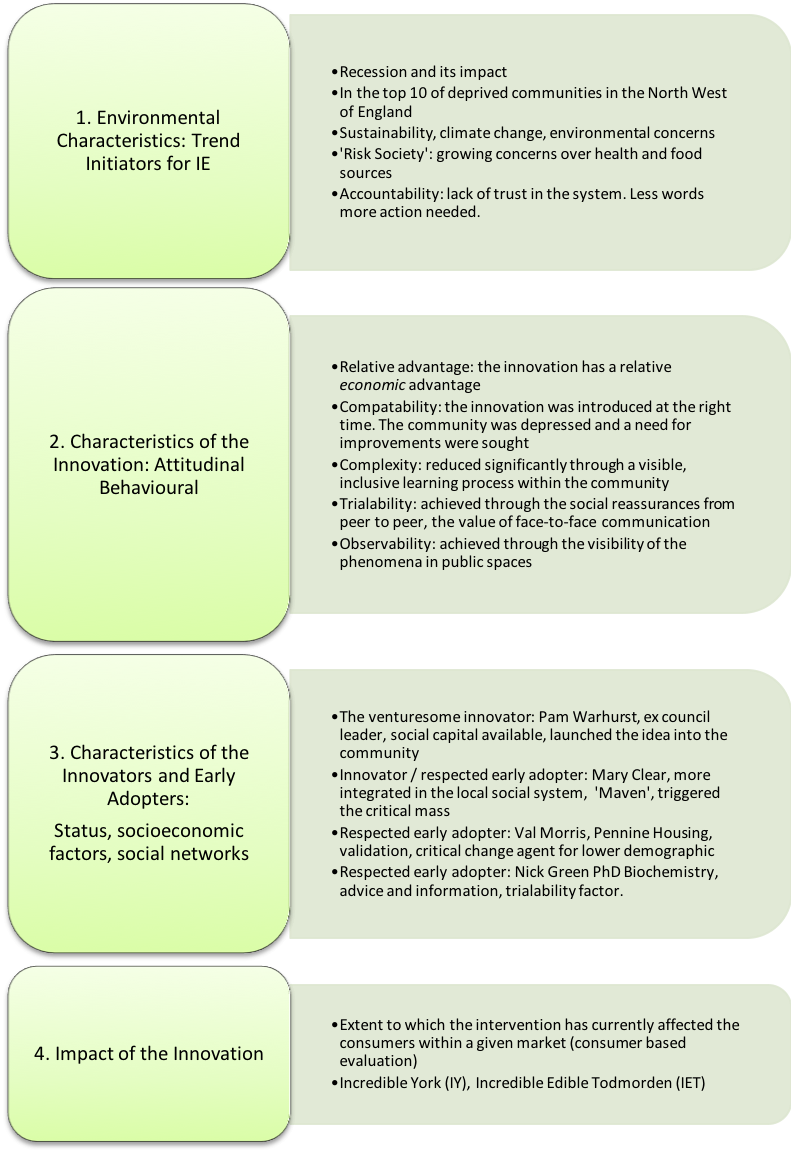 1. Environmental
Characteristics: Trend
Initiators for IE
•Recession and its impact
•In the top 10 of deprived communities in the North West
of England
•Sustainability, climate change, environmental concerns
•'Risk Society': growing concerns over health and food
sources
•Accountability: lack of trust in the system. Less words
more action needed.
2. Characteristics of the
Innovation: Attitudinal
Behavioural
•Relative advantage: the innovation has a relative
economic advantage
•Compatability: the innovation was introduced at the right
time. The community was depressed and a need for
improvements were sought
•Complexity: reduced significantly through a visible,
inclusive learning process within the community
•Trialability: achieved through the social reassurances from
peer to peer, the value of face-to-face communication
•Observability: achieved through the visibility of the
phenomena in public spaces
3. Characteristics of the
Innovators and Early
Adopters:
Status, socioeconomic
factors, social networks
•The venturesome innovator: Pam Warhurst, ex council
leader, social capital available, launched the idea into the
community
•Innovator / respected early adopter: Mary Clear, more
integrated in the local social system, 'Maven', triggered
the critical mass
•Respected early adopter: Val Morris, Pennine Housing,
validation, critical change agent for lower demographic
•Respected early adopter: Nick Green PhD Biochemistry,
advice and information, trialability factor.
4. Impact of the Innovation
•Extent to which the intervention has currently affected the
consumers within a given market (consumer based
evaluation)
•Incredible York (IY), Incredible Edible Todmorden (IET)